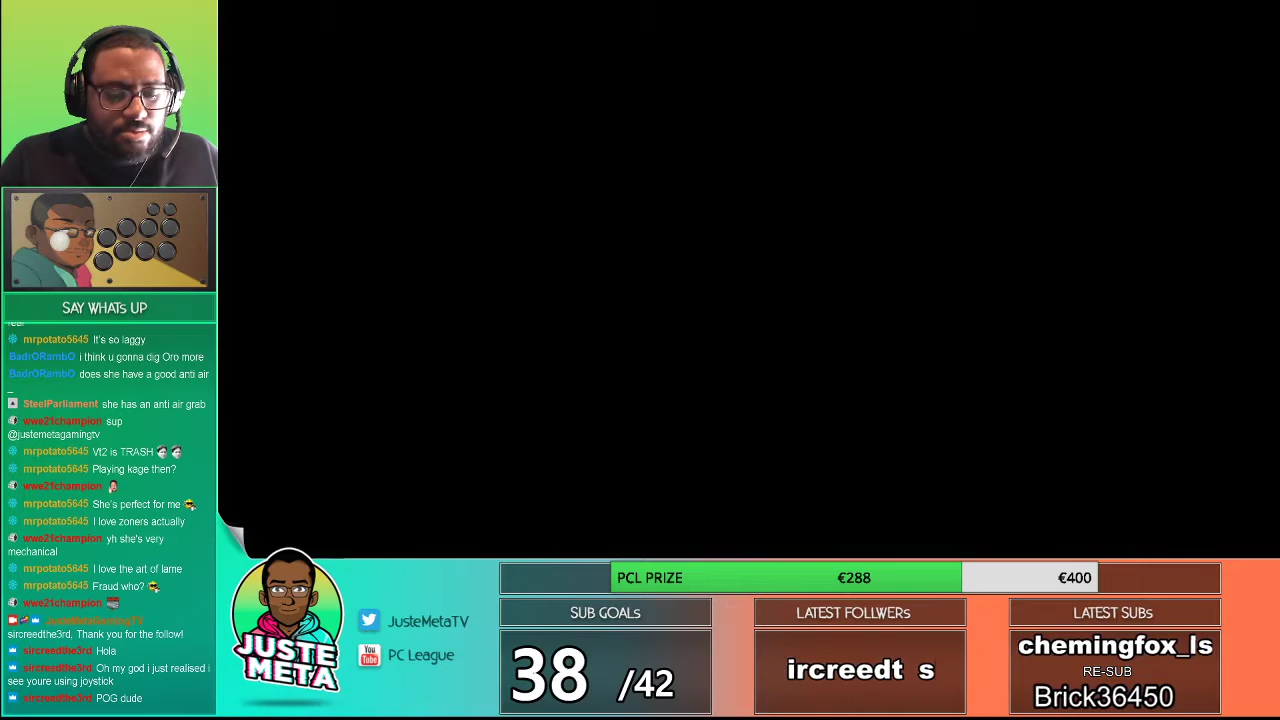 SAY WHATs UP
mrpotato5645 It's so laggy
BadrORambO i think u gonna dig Oro more
BadrORambO does she have a good anti air
_
SteelParliament she has an anti air grab
wwe21champion sup
@justemetagamingtv
mrpotato5645 Vt2 is TRASH
mrpotato5645 Playing kage then?
wwe21champion
mrpotato5645 She's perfect for me
mrpotato5645 I love zoners actually
wwe21champion yh she's very
mechanical
mrpotato5645 I love the art of lame
mrpotato5645 Fraud who?
wwe21champion
JusteMetaGamingTV
sircreedthe3rd, Thank you for the follow!
sircreedthe3rd Hola
sircreedthe3rd Oh my god i just realised i
see youre using joystick
sircreedthe3rd POG dude
JUSTE
META
JusteMetaTV
You
Tube
PC League
PCL PRIZE €288 €400
SUB GOALS
38 /42
LATEST FOLLWERs
ircreedt s
LATEST SUBs
chemingfox_ls
RE-SUB
Brick36450